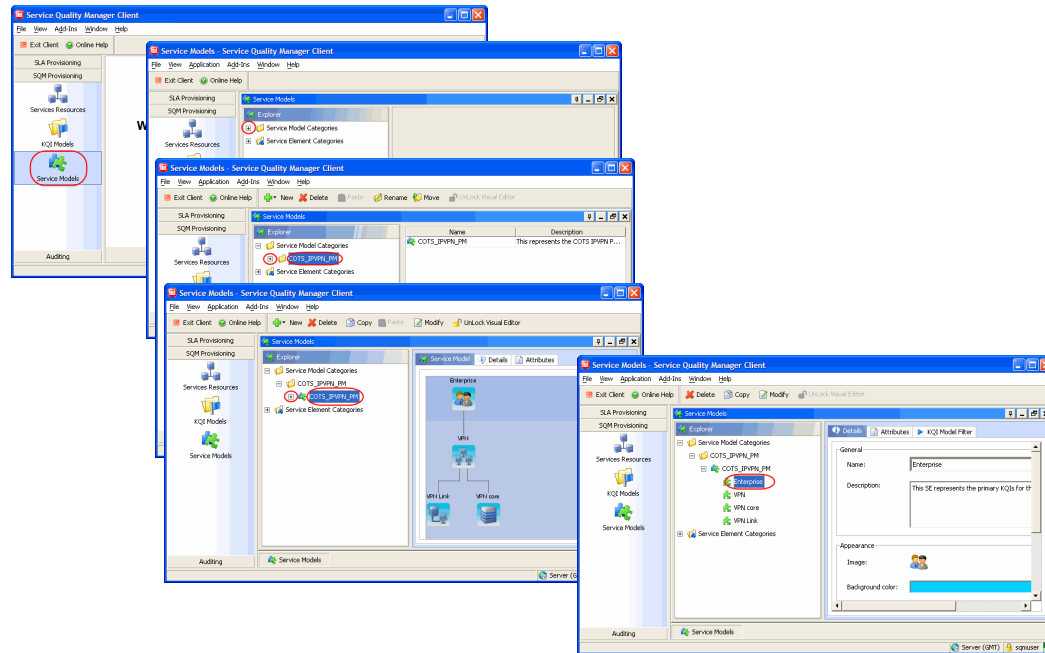 Service Quality Manager Client
File View Add-Ins Window Help
Exit Client Online Help
SLA Provisioning
SQM Provisioning
Services Resources
KQI Models
Service Models
Auditing
W
Service Models - Service Quality Manager Client
File View Application Add-Ins Window Help
Exit Client Online Help
SLA Provisioning
SQM Provisioning
Services Resources
Service Models
Explorer
Service Model Categories
Service Element Categories
Service Models - Service Quality Manager Client
File View Application Add-Ins Window Help
Exit Client Online Help New Delete Paste Rename Move UnLock Visual Editor
SLA Provisioning
SQM Provisioning
Services Resources
Service Models
Explorer
Service Model Categories
COTS_IPVPN_PM
Service Element Categories
Name Description
COTS_IPVPN_PM This represents the COTS IPVPN P...
Service Models - Service Quality Manager Client
File View Application Add-Ins Window Help
Exit Client Online Help New Delete Copy Paste Modify UnLock Visual Editor
SLA Provisioning
SQM Provisioning
Services Resources
KQI Models
Service Models
Auditing
Service Models
Explorer
Service Model Categories
COTS_IPVPN_PM
COTS_IPVPN_PM
Service Element Categories
Service Model Details Attributes
Enterprise
VPN
VPN Link VPN core
Service Models
Server (G
Service Models - Service Quality Manager Client
File View Application Add-Ins Window Help
Exit Client Online Help Delete Copy Modify UnLock Visual Editor
SLA Provisioning
SQM Provisioning
Services Resources
KQI Models
Service Models
Auditing
Service Models
Explorer
Service Model Categories
COTS_IPVPN_PM
COTS_IPVPN_PM
Enterprise
VPN
VPN core
VPN Link
Service Element Categories
Details Attributes KQI Model Filter
General
Name: Enterprise
Description: This SE represents the primary KQIs for th
Appearance
Image:
Background color:
Service Models
Server (GMT) sqmuser